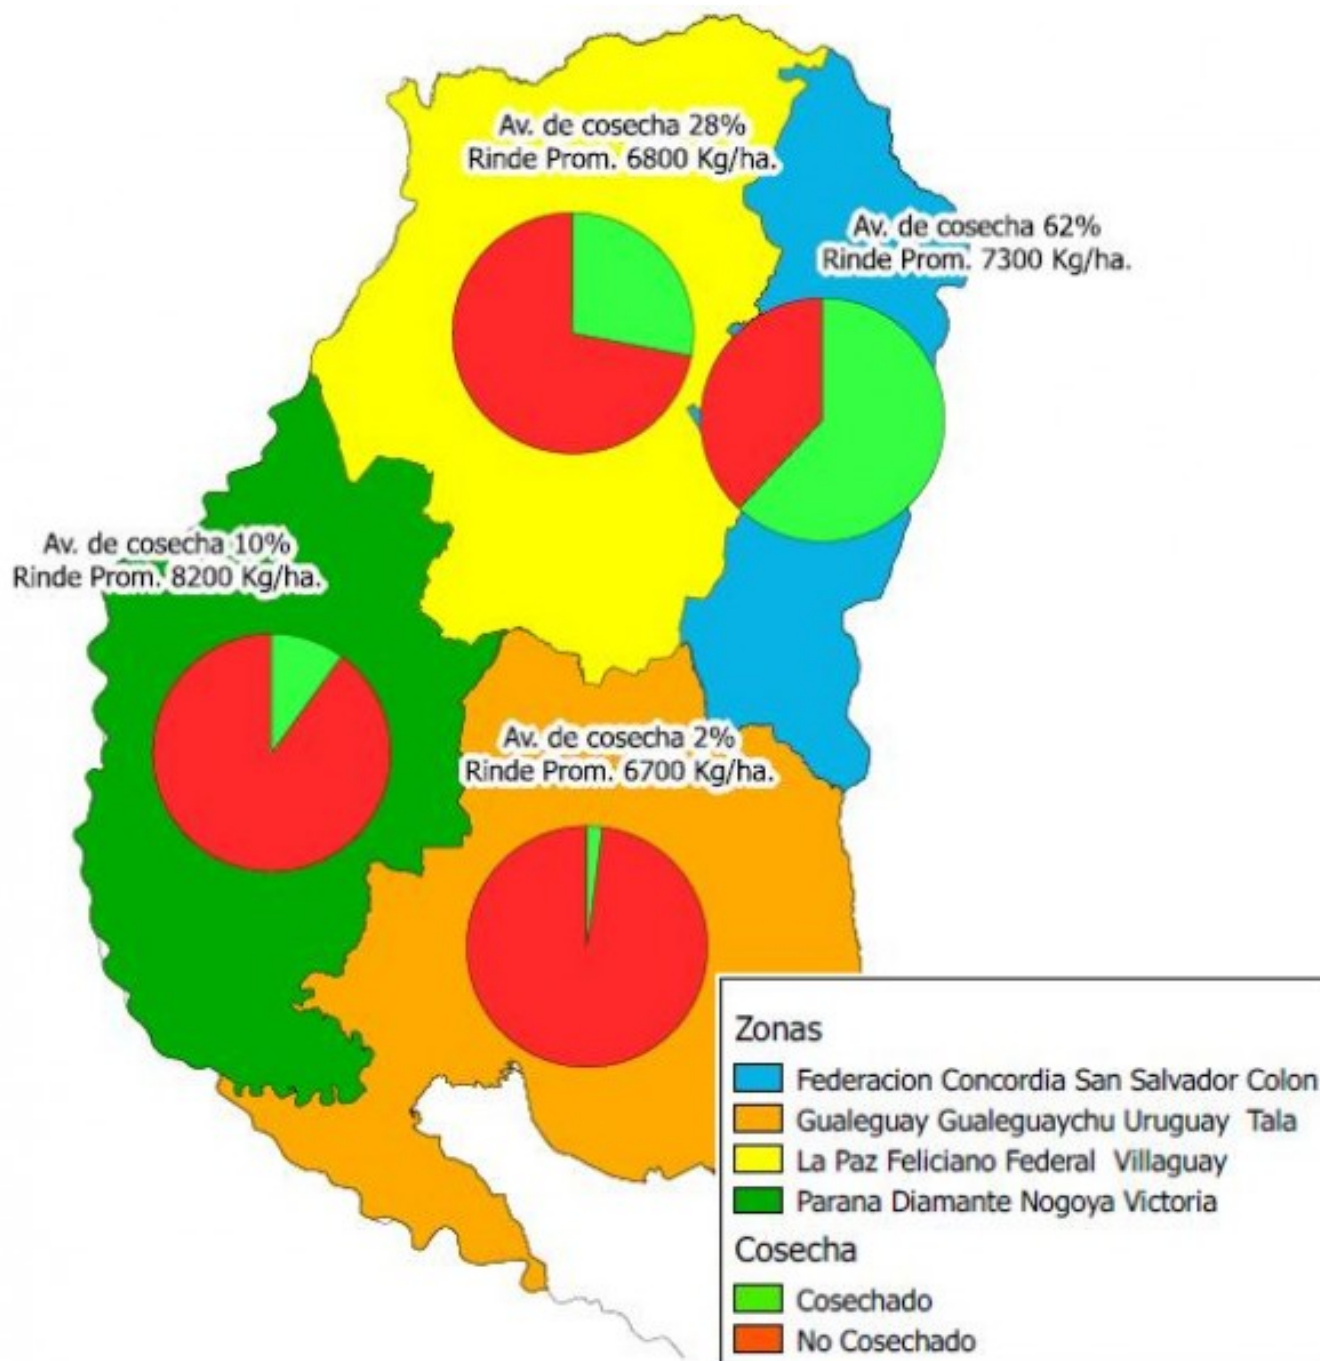 Av. de cosecha 28%
Rinde Prom. 6800 Kg/ha.
Av. de cosecha 62%
Rinde Prom. 7300 Kg/ha.
Av. de cosecha 10%
Rinde Prom. 8200 Kg/ha.
Av. de cosecha 2%
Rinde Prom. 6700 Kg/ha.
Zonas
Federacion Concordia San Salvador Colon
Gualeguay Gualeguaychu Uruguay Tala
La Paz Feliciano Federal Villaguay
Parana Diamante Nogoya Victoria
Cosecha
Cosechado
No Cosechado